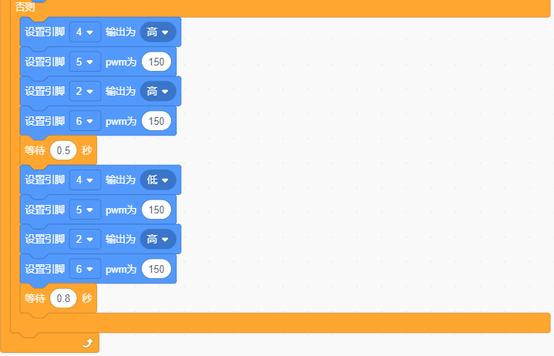 否则
设置引脚 4 输出为 高
设置引脚 5 pwm为 150
设置引脚 2 输出为 高
设置引脚 6 pwm为 150
等待 0.5 秒
设置引脚 4 输出为 低
设置引脚 5 pwm为 150
设置引脚 2 输出为 高
设置引脚 6 pwm为 150
等待 0.8 秒